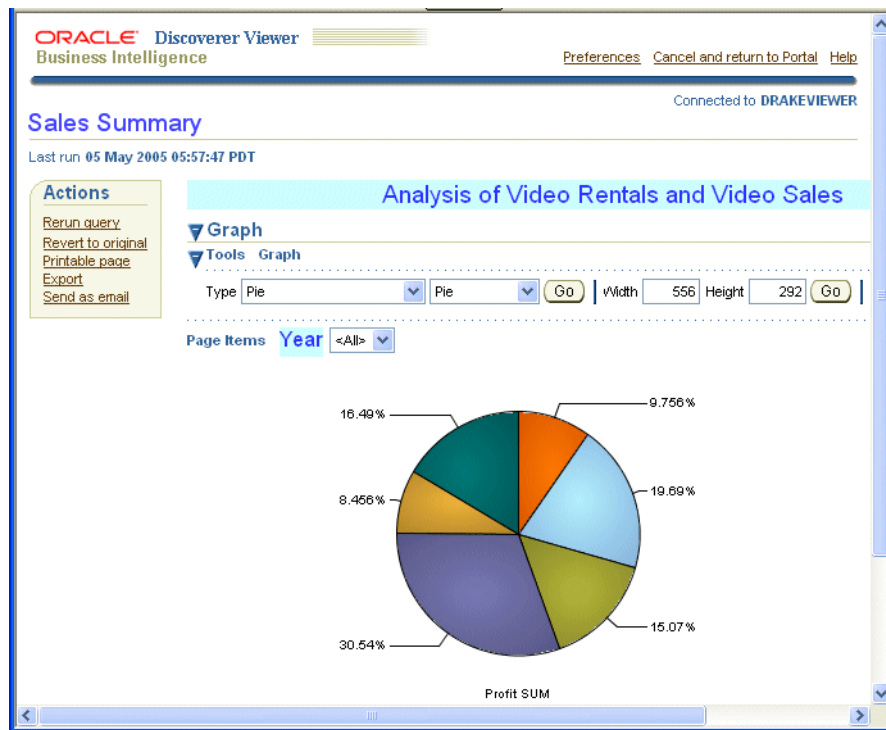 ORACLE Discoverer Viewer
Business Intelligence
Preferences Cancel and return to Portal Help
Connected to DRAKEVIEWER
Sales Summary
Last run 05 May 2005 05:57:47 PDT
Actions
Rerun query
Revert to original
Printable page
Export
Send as email
Analysis of Video Rentals and Video Sales
Graph
Tools Graph
Type Pie Pie Go Width 556 Height 292 Go
Page Items Year <All>
16.49%
9.756%
8.456%
19.69%
30.54%
15.07%
Profit SUM